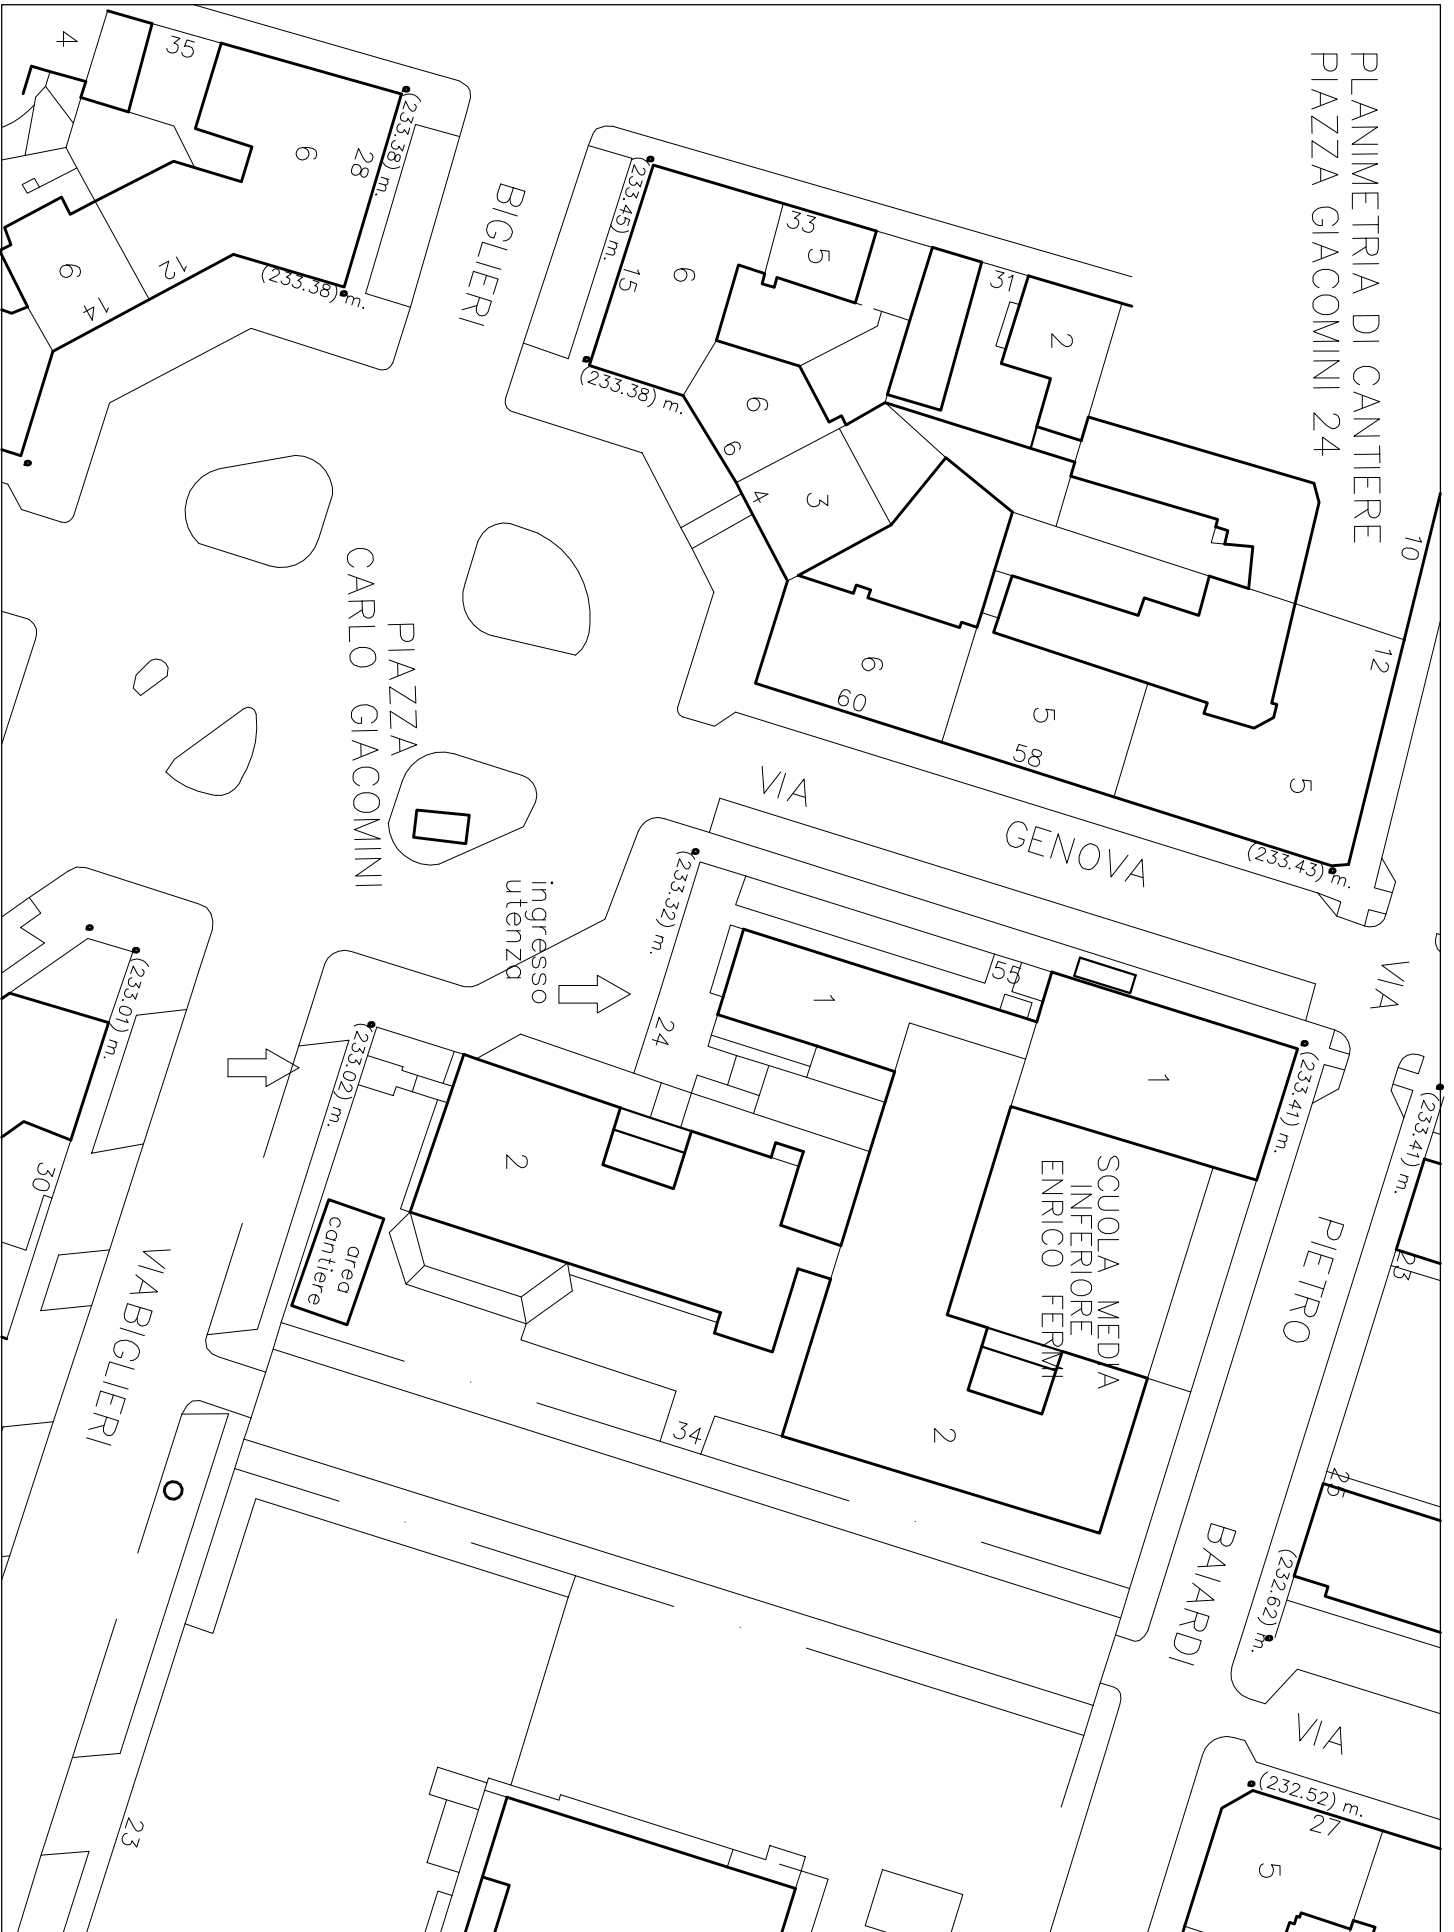 PLANIMETRIA DI CANTIERE
PIAZZA GIACOMINI 24
10
12
5
(233.43) m.
VIA
(233.41) m.
(233.41) m.
23
PIETRO
25
(232.62) m.
BAIARDI
VIA
(232.52) m.
27
5
31
2
33
5
6
15
(233.45) m.
(233.38) m.
6
6
4
3
6
60
5
58
VIA
GENOVA
55
1
1
SCUOLA MEDIA
INFERIORE
ENRICO FERMI
2
34
(233.32) m.
24
ingresso
utenza
2
BIGLIERI
(233.38) m.
28
6
35
4
(233.38) m.
12
14
6
PIAZZA
CARLO GIACOMINI
(233.02) m.
area
cantiere
(233.01) m.
30
VIABIGLIERI
23